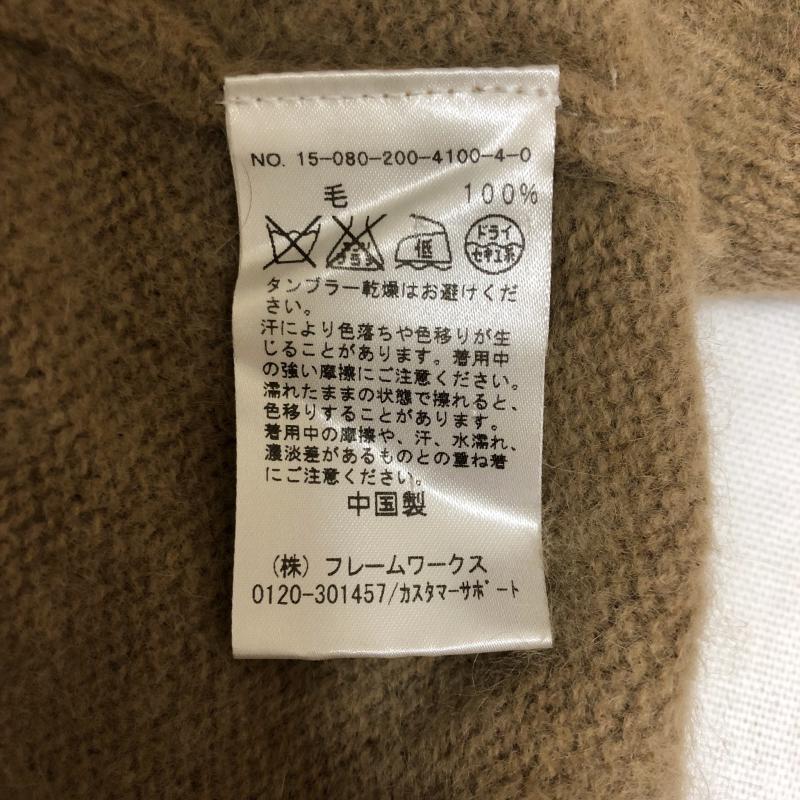 NO. 15-080-200-4100-4-0
毛 100%
エンソ サラシ 低 ドライ セキユ系
タンブラー乾燥はお避けくだ
さい。
汗により色落ちや色移りが生
じることがあります。着用中
の強い摩擦にご注意ください。
濡れたままの状態で擦れると、
色移りすることがあります。
着用中の摩擦や、汗、水濡れ、
濃淡差があるものとの重ね着
にご注意ください。
中国製
(株) フレームワークス
0120-301457/カスタマーサポート